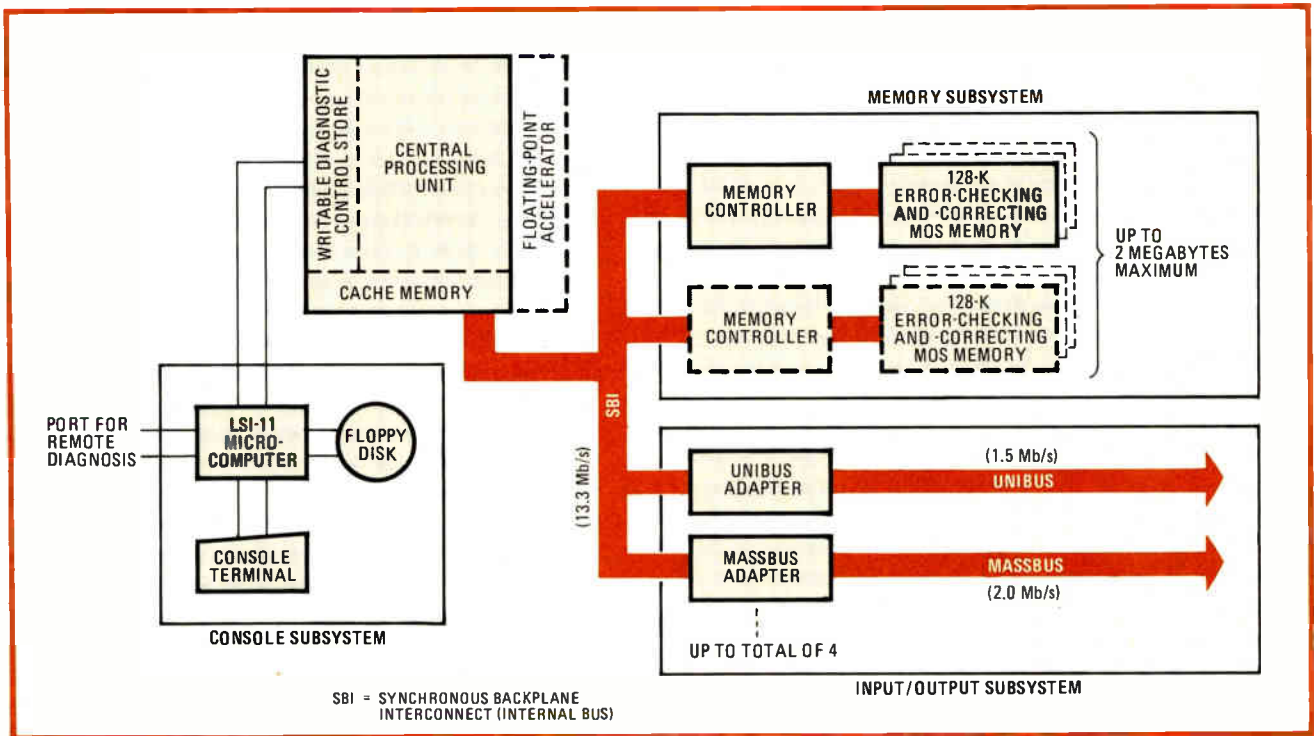 WRITABLE DIAGNOSTIC
CONTROL STORE
CENTRAL
PROCESSING
UNIT
FLOATING-POINT
ACCELERATOR
CACHE MEMORY
MEMORY SUBSYSTEM
MEMORY
CONTROLLER
128-K
ERROR-CHECKING
AND -CORRECTING
MOS MEMORY
MEMORY
CONTROLLER
128-K
ERROR-CHECKING
AND -CORRECTING
MOS MEMORY
UP TO
2 MEGABYTES
MAXIMUM
SBI
(13.3 Mb/s)
PORT FOR
REMOTE
DIAGNOSIS
LSI-11
MICRO-
COMPUTER
FLOPPY
DISK
CONSOLE
TERMINAL
CONSOLE SUBSYSTEM
UNIBUS
ADAPTER
(1.5 Mb/s)
UNIBUS
MASSBUS
ADAPTER
MASSBUS
(2.0 Mb/s)
UP TO TOTAL OF 4
INPUT/OUTPUT SUBSYSTEM
SBI = SYNCHRONOUS BACKPLANE
INTERCONNECT (INTERNAL BUS)